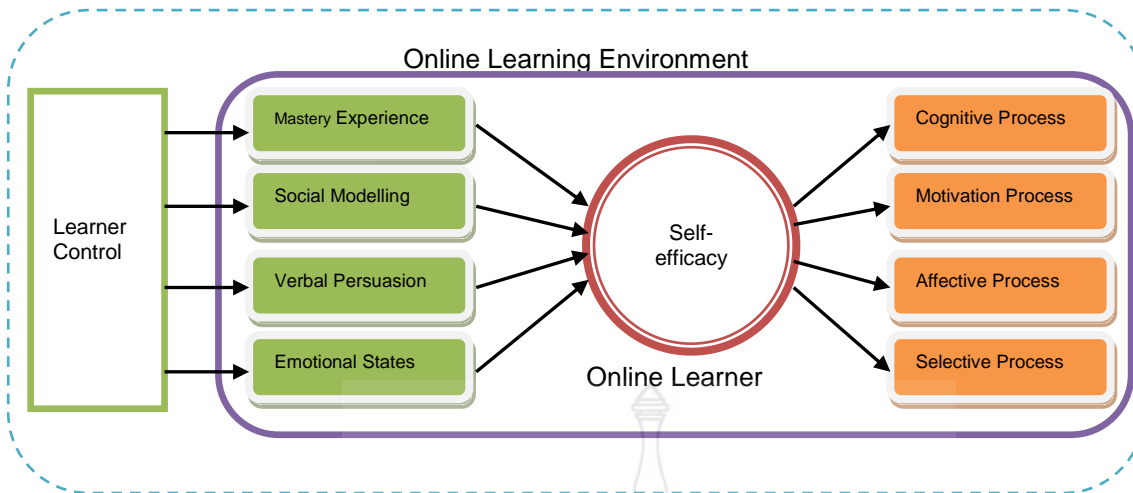 Online Learning Environment
Learner
Control
Mastery Experience
Social Modelling
Verbal Persuasion
Emotional States
Self-
efficacy
Online Learner
Cognitive Process
Motivation Process
Affective Process
Selective Process